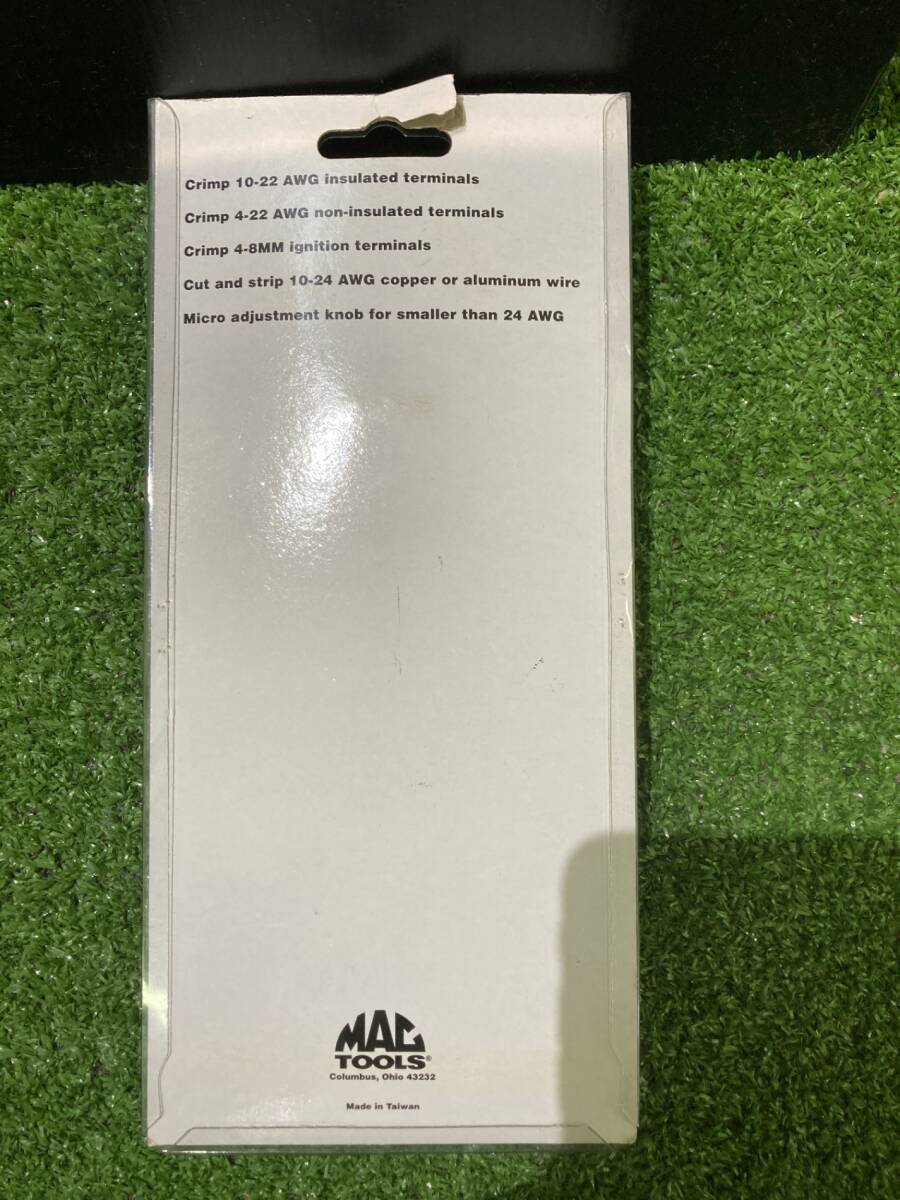 Crimp 10-22 AWG insulated terminals
Crimp 4-22 AWG non-insulated terminals
Crimp 4-8MM ignition terminals
Cut and strip 10-24 AWG copper or aluminum wire
Micro adjustment knob for smaller than 24 AWG
MAC
TOOLS®
Columbus, Ohio 43232
Made in Taiwan